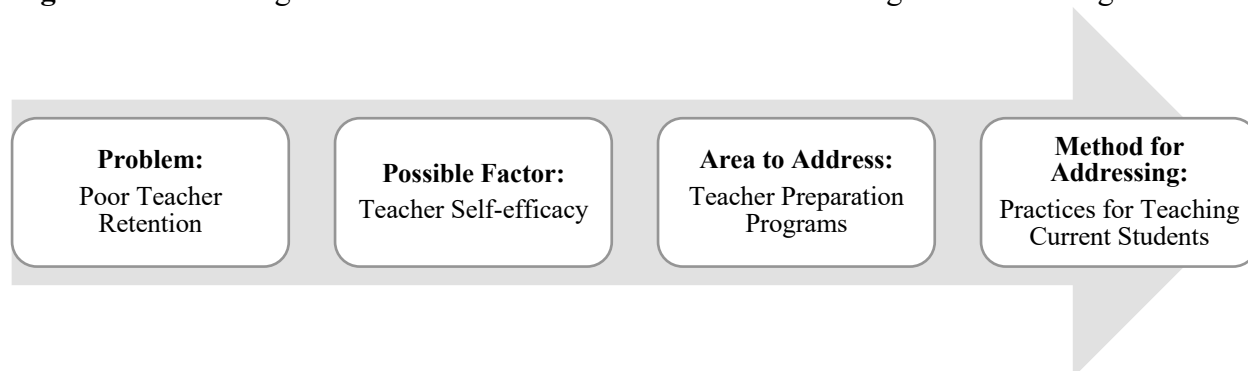 Problem:
Poor Teacher
Retention
Possible Factor:
Teacher Self-efficacy
Area to Address:
Teacher Preparation
Programs
Method for
Addressing:
Practices for Teaching
Current Students